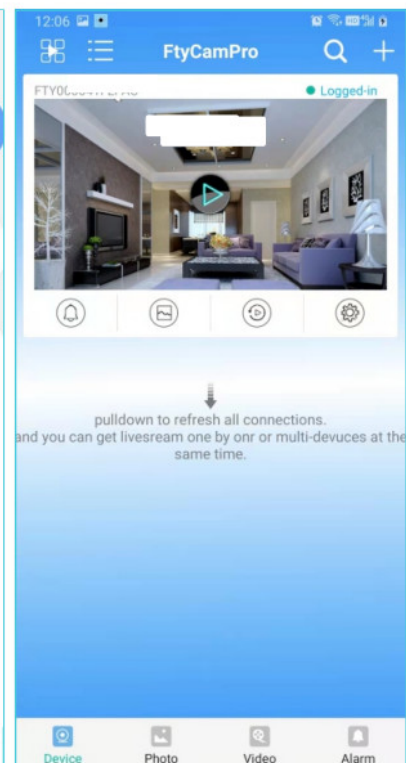 12:06
FtyCamPro
Logged-in
pulldown to refresh all connections.
and you can get livesream one by onr or multi-devuces at the
same time.
Device Photo Video Alarm